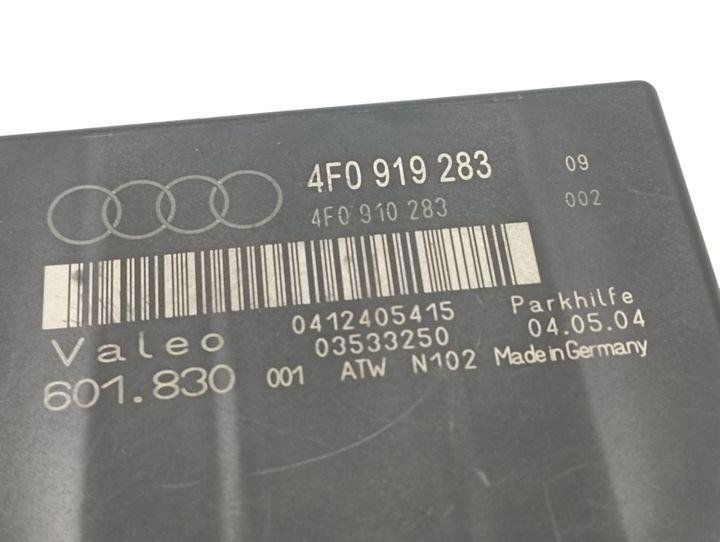 4F0 919 283 09
4F0 910 283 002
0412405415 Parkhilfe
Valeo 03533250 04.05.04
601.830 001 ATW N102 Made in Germany